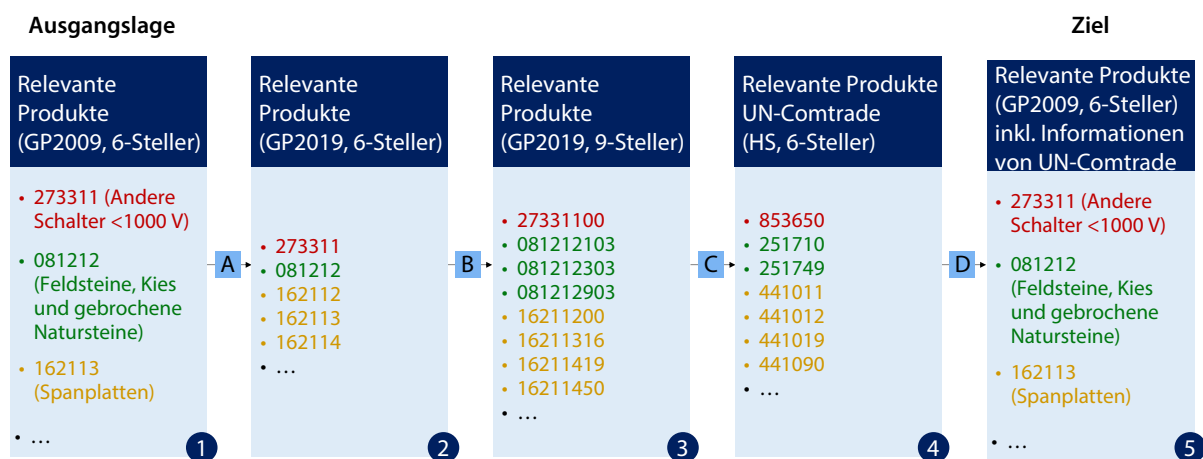 Ausgangslage
Ziel
Relevante
Produkte
(GP2009, 6-Steller)
• 273311 (Andere
Schalter <1000 V)
• 081212
(Feldsteine, Kies
und gebrochene
Natursteine)
• 162113
(Spanplatten)
• …
1
A
Relevante
Produkte
(GP2019, 6-Steller)
• 273311
• 081212
• 162112
• 162113
• 162114
• …
2
B
Relevante
Produkte
(GP2019, 9-Steller)
• 27331100
• 081212103
• 081212303
• 081212903
• 16211200
• 16211316
• 16211419
• 16211450
• …
3
C
Relevante Produkte
UN-Comtrade
(HS, 6-Steller)
• 853650
• 251710
• 251749
• 441011
• 441012
• 441019
• 441090
• …
4
D
Relevante Produkte
(GP2009, 6-Steller)
inkl. Informationen
von UN-Comtrade
• 273311 (Andere
Schalter <1000 V)
• 081212
(Feldsteine, Kies
und gebrochene
Natursteine)
• 162113
(Spanplatten)
• …
5